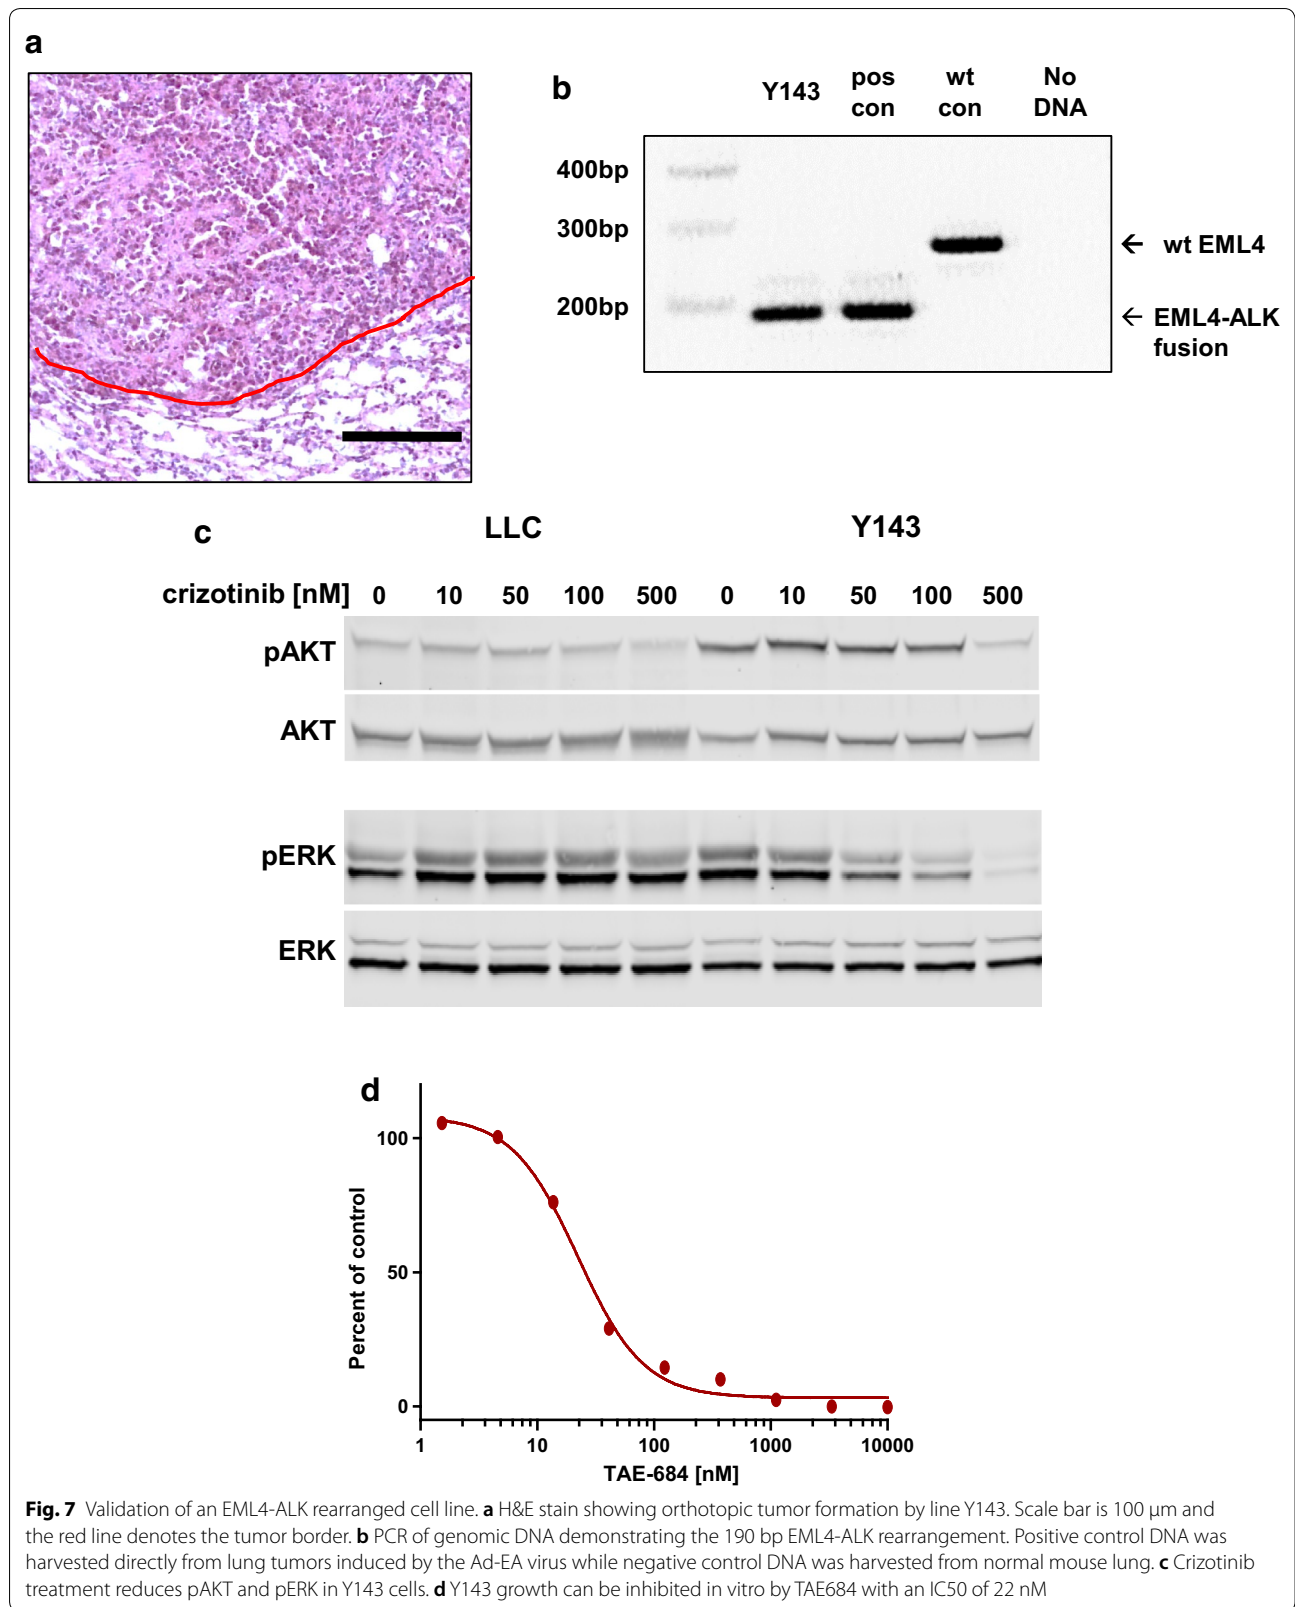 a
b
Y143
pos con
wt con
No DNA
400bp
300bp
200bp
← wt EML4
← EML4-ALK
fusion
c
LLC
Y143
crizotinib [nM] 0 10 50 100 500 0 10 50 100 500
pAKT
AKT
pERK
ERK
d
Percent of control
100
50
0
1 10 100 1000 10000
TAE-684 [nM]
Fig. 7 Validation of an EML4-ALK rearranged cell line. a H&E stain showing orthotopic tumor formation by line Y143. Scale bar is 100 µm and
the red line denotes the tumor border. b PCR of genomic DNA demonstrating the 190 bp EML4-ALK rearrangement. Positive control DNA was
harvested directly from lung tumors induced by the Ad-EA virus while negative control DNA was harvested from normal mouse lung. c Crizotinib
treatment reduces pAKT and pERK in Y143 cells. d Y143 growth can be inhibited in vitro by TAE684 with an IC50 of 22 nM